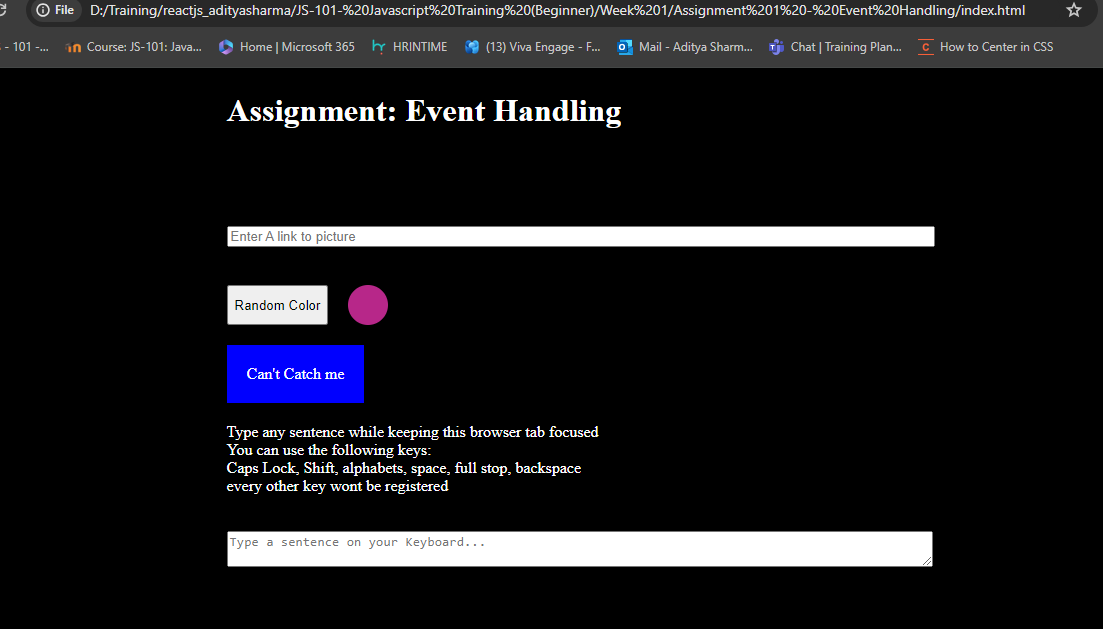 File D:/Training/reactjs_adityasharma/JS-101-%20Javascript%20Training%20(Beginner)/Week%201/Assignment%201%20-%20Event%20Handling/index.html
- 101 -... Course: JS-101: Java... Home | Microsoft 365 HRINTIME (13) Viva Engage - F... Mail - Aditya Sharm... Chat | Training Plan... How to Center in CSS
Assignment: Event Handling
Enter A link to picture
Random Color
Can't Catch me
Type any sentence while keeping this browser tab focused
You can use the following keys:
Caps Lock, Shift, alphabets, space, full stop, backspace
every other key wont be registered
Type a sentence on your Keyboard...